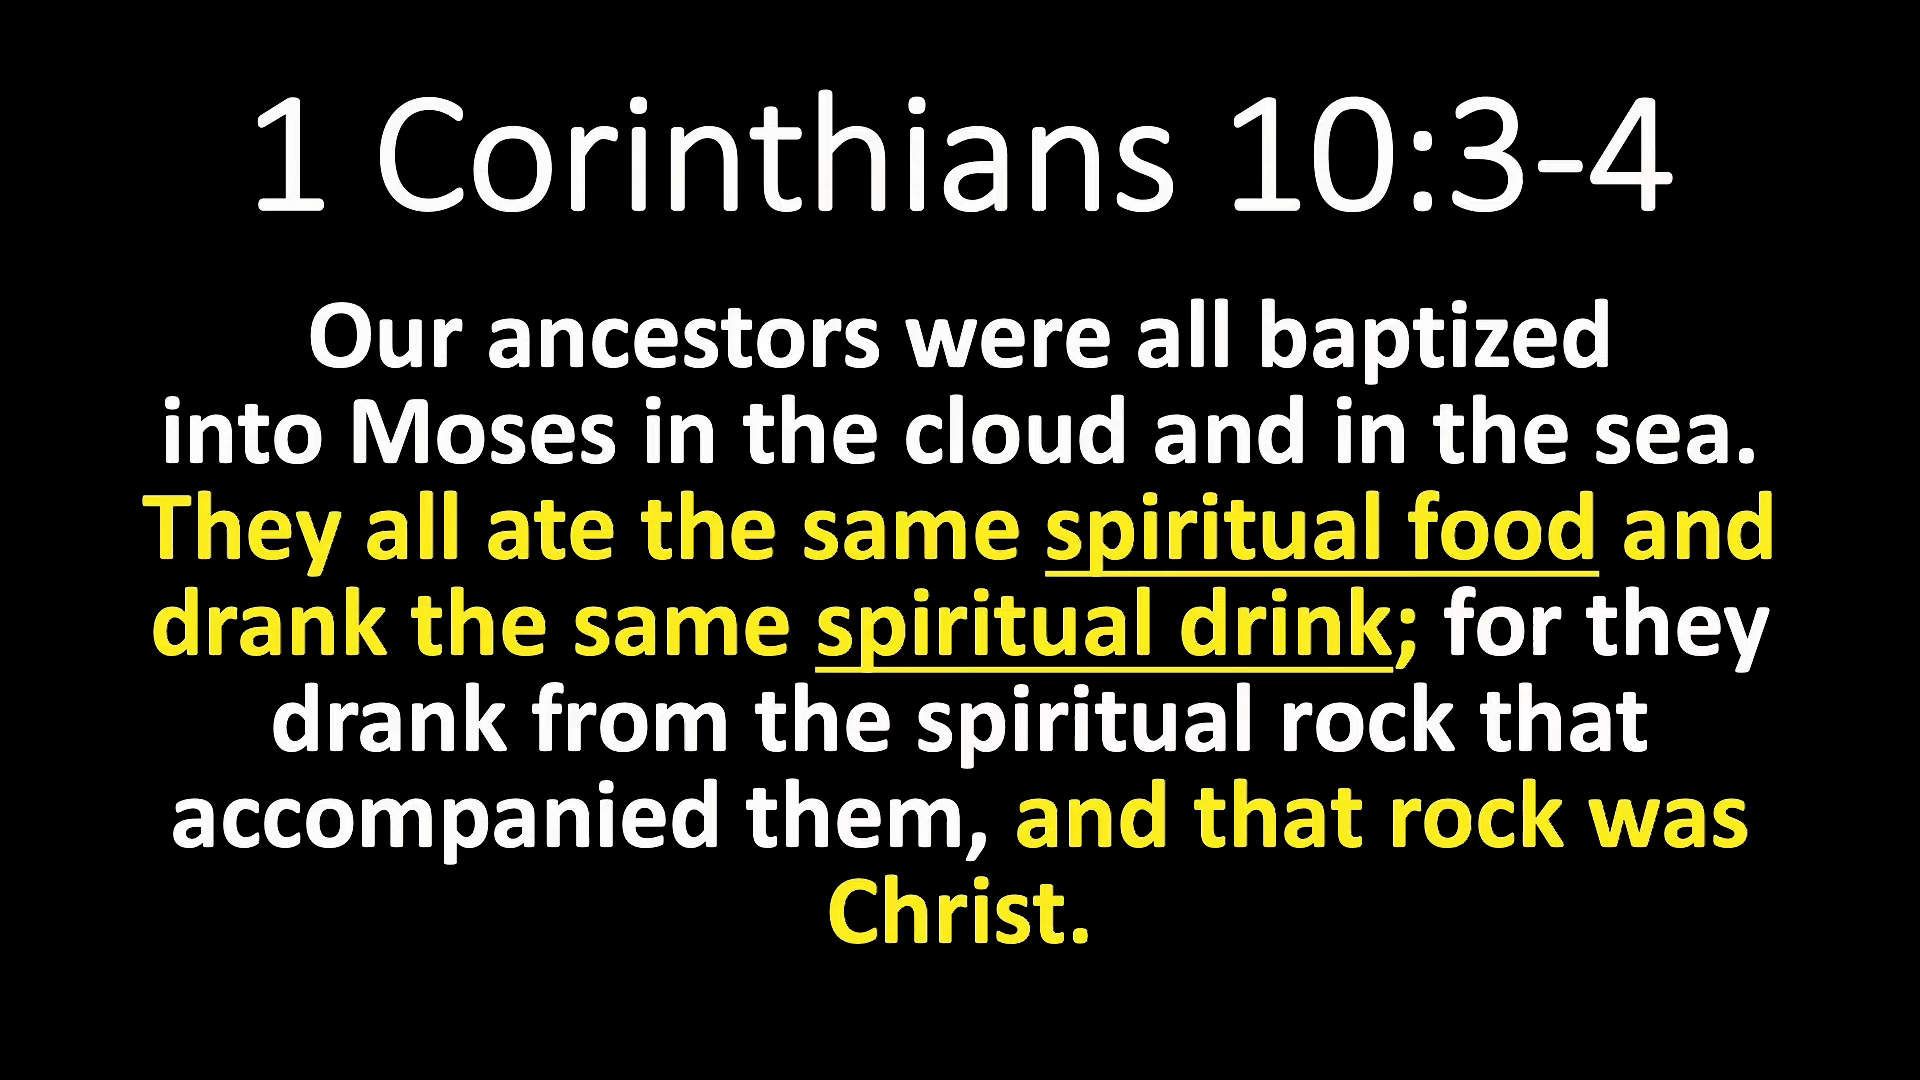 1 Corinthians 10:3-4
Our ancestors were all baptized
into Moses in the cloud and in the sea.
They all ate the same spiritual food and
drank the same spiritual drink; for they
drank from the spiritual rock that
accompanied them, and that rock was
Christ.